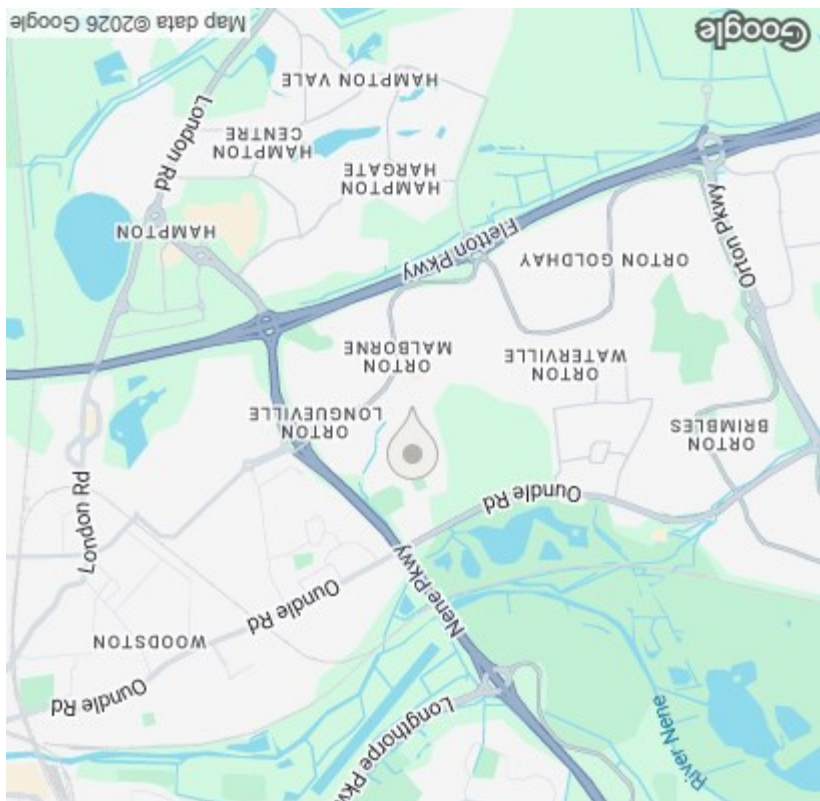 River Nene
Longthorpe Pkw
Oundle Rd
WOODSTON
Oundle Rd
Nene Pkwy
London Rd
Oundle Rd
ORTON
BRIMBLES
ORTON
LONGUEVILLE
ORTON
WATERVILLE
ORTON
MALBORNE
ORTON GOLDHAY
Orton Pkwy
Fletton Pkwy
HAMPTON
HAMPTON
HARGATE
HAMPTON
CENTRE
London Rd
HAMPTON VALE
Google
Map data ©2026 Google